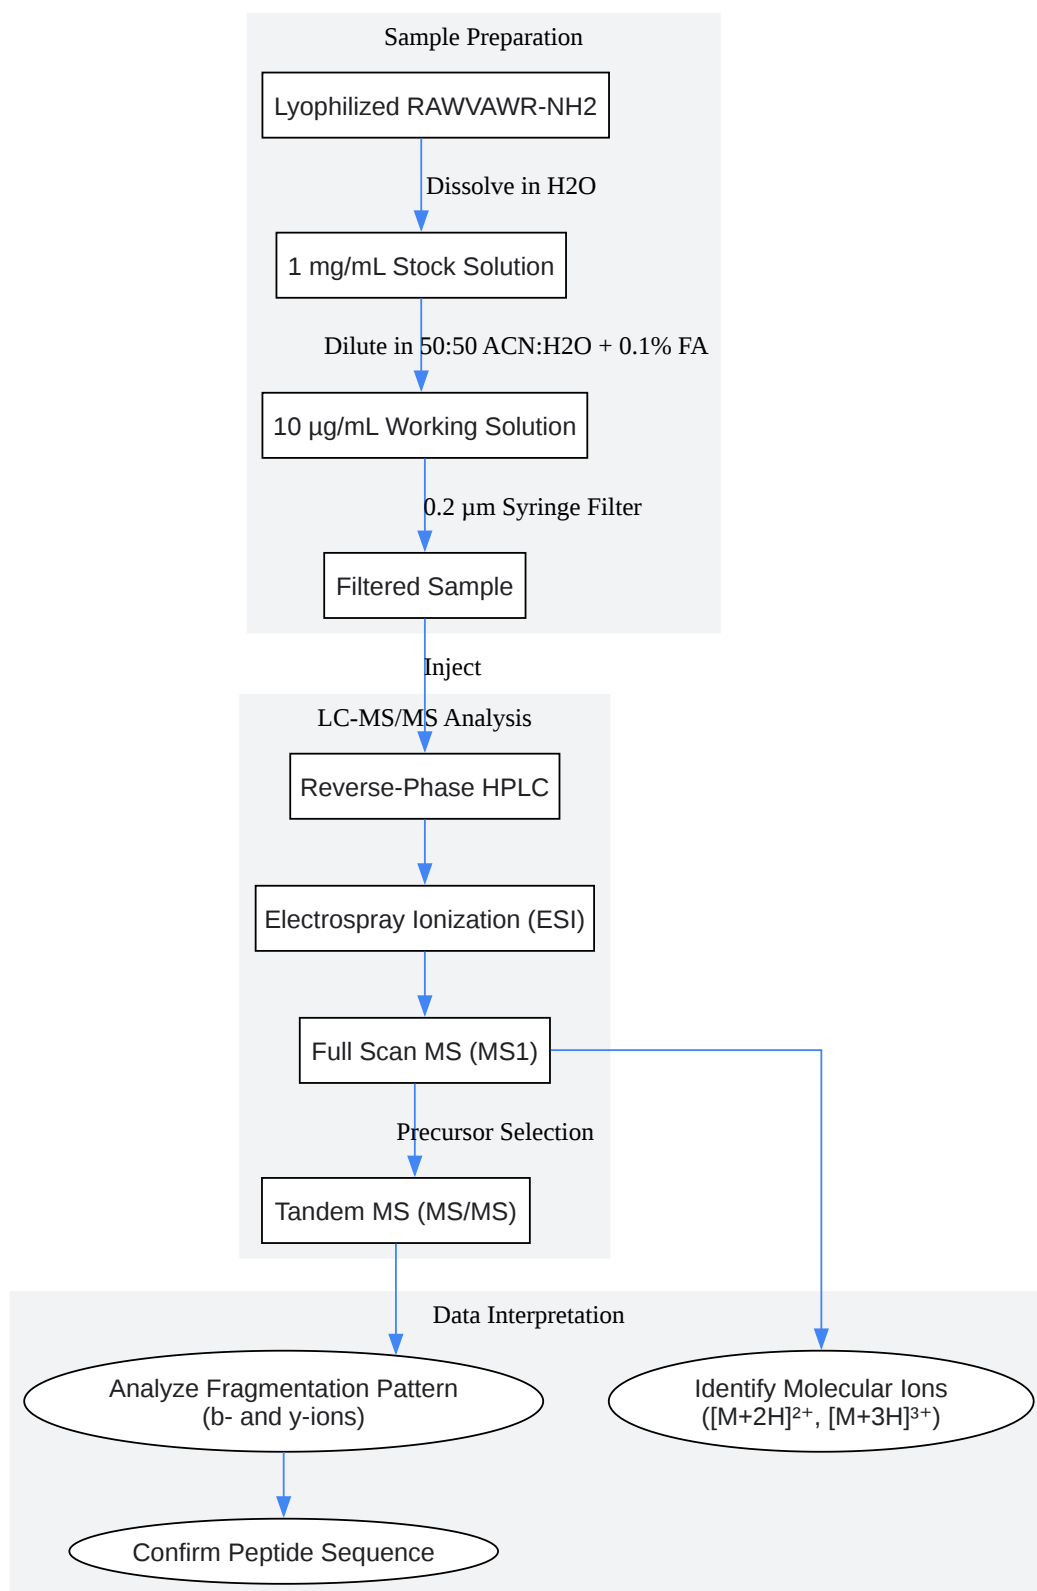 Sample Preparation
Lyophilized RAWVAWR-NH2
Dissolve in H2O
1 mg/mL Stock Solution
Dilute in 50:50 ACN:H2O + 0.1% FA
10 µg/mL Working Solution
0.2 µm Syringe Filter
Filtered Sample
Inject
LC-MS/MS Analysis
Reverse-Phase HPLC
Electrospray Ionization (ESI)
Full Scan MS (MS1)
Precursor Selection
Tandem MS (MS/MS)
Data Interpretation
Analyze Fragmentation Pattern
(b- and y-ions)
Identify Molecular Ions
([M+2H]²⁺, [M+3H]³⁺)
Confirm Peptide Sequence